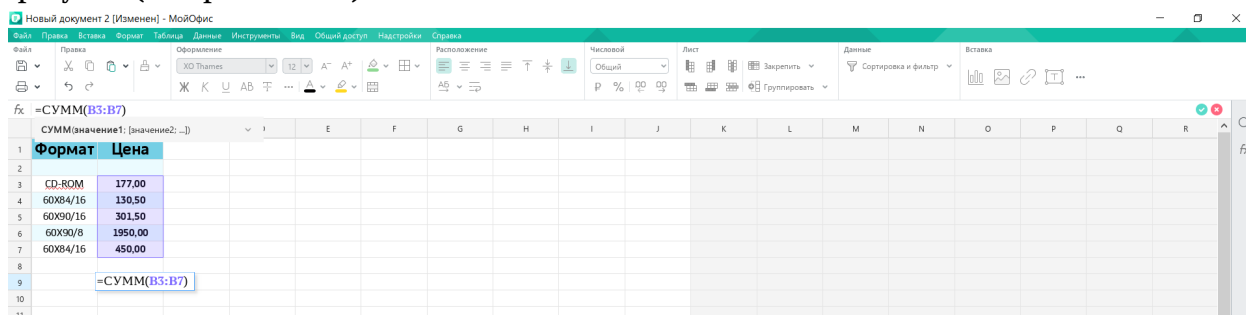 Новый документ 2 [Изменен] - МойОфис
Файл Правка Вставка Формат Таблица Данные Инструменты Вид Общий доступ Надстройки Справка
Файл Правка Оформление Расположение Числовой Лист Данные Вставка
XO Thames 12 A− A+ Общий Закрепить Сортировка и фильтр
Ж К Ч АВ А АБ ₽ % Группировать
fx =СУММ(B3:B7)
СУММ(значение1; [значение2; ...])
E F G H I J K L M N O P Q R
1 Формат Цена
2
3 CD-ROM 177,00
4 60X84/16 130,50
5 60X90/16 301,50
6 60X90/8 1950,00
7 60X84/16 450,00
8
9 =СУММ(B3:B7)
10